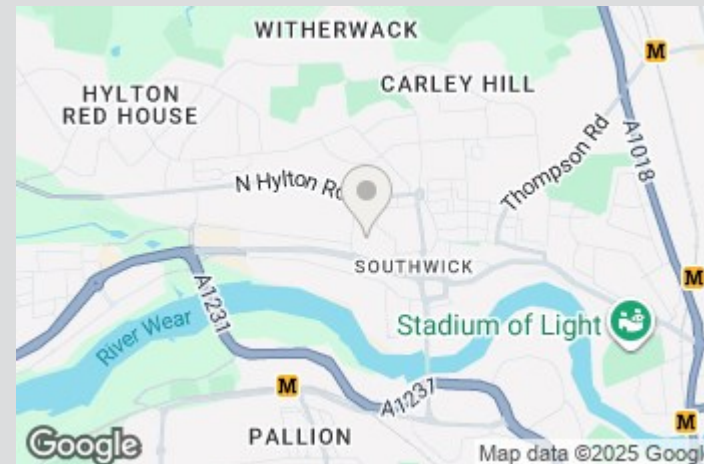 WITHERWACK
HYLTON
RED HOUSE
CARLEY HILL
M
N Hylton Rd
Thompson Rd
A1018
SOUTHWICK
M
A1231
River Wear
Stadium of Light
M
A1231
M
PALLION
Google
Map data ©2025 Google